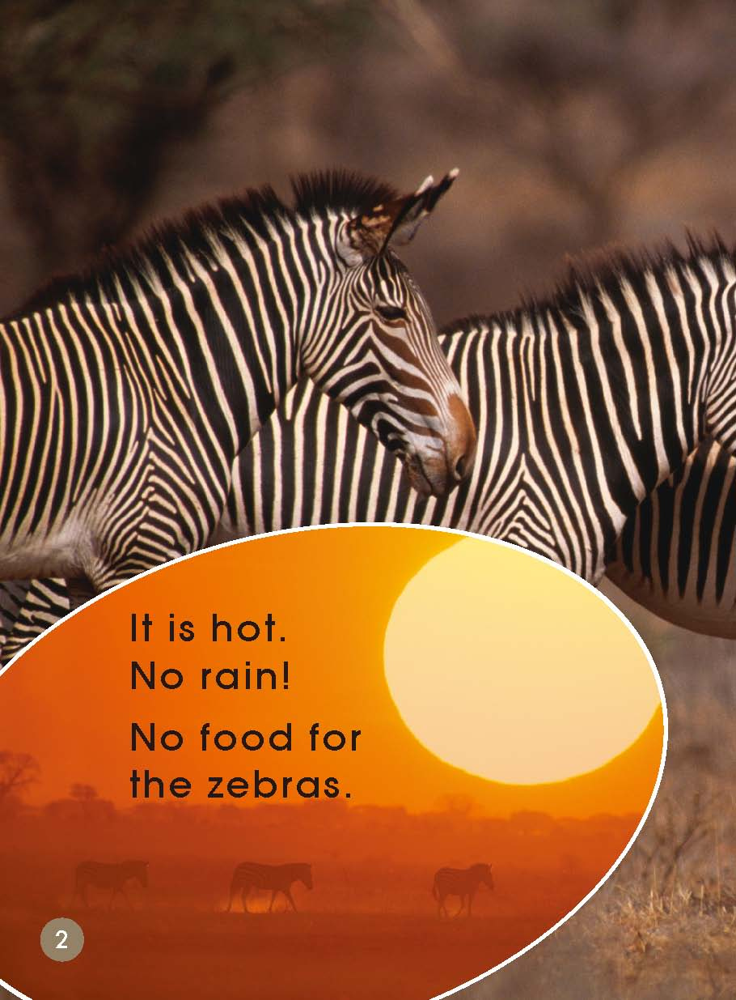 It is hot.
No rain!
No food for
the zebras.
2